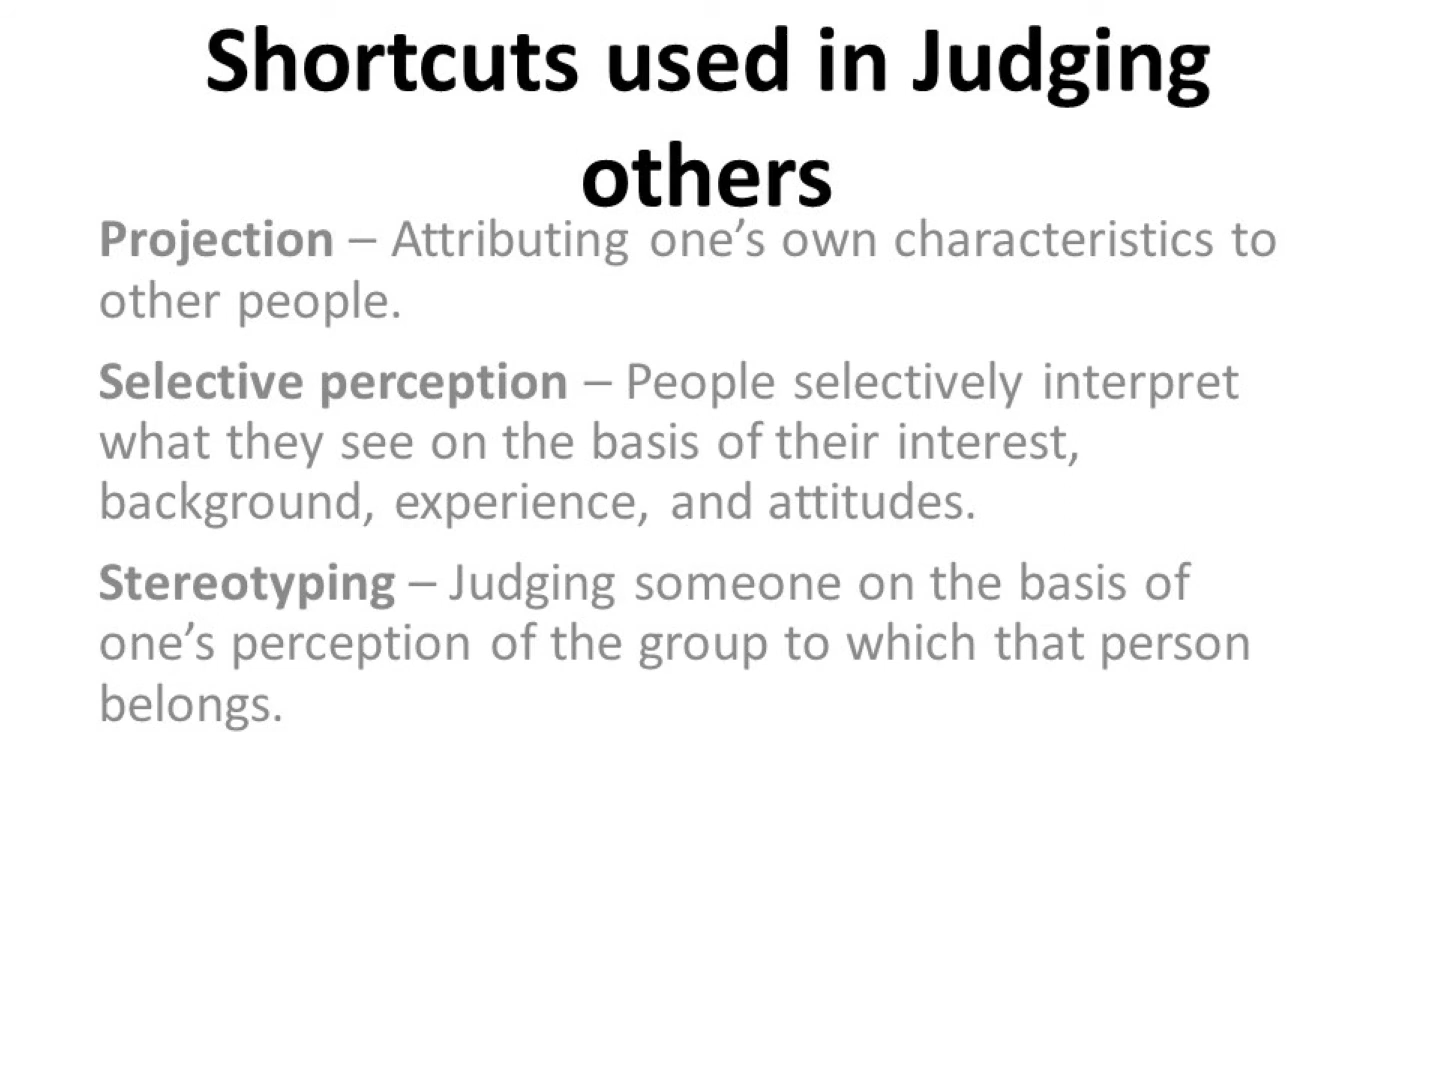 Shortcuts used in Judging
others
Projection – Attributing one’s own characteristics to
other people.
Selective perception – People selectively interpret
what they see on the basis of their interest,
background, experience, and attitudes.
Stereotyping – Judging someone on the basis of
one’s perception of the group to which that person
belongs.